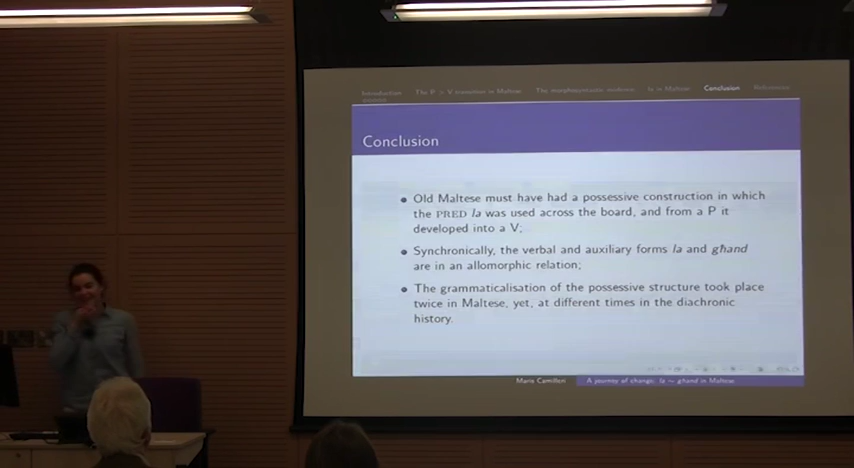 Introduction The P > V transition in Maltese The morphosyntactic evidence la in Maltese Conclusion References
Conclusion
Old Maltese must have had a possessive construction in which
the PRED la was used across the board, and from a P it
developed into a V;
Synchronically, the verbal and auxiliary forms la and għand
are in an allomorphic relation;
The grammaticalisation of the possessive structure took place
twice in Maltese, yet, at different times in the diachronic
history.
Maris Camilleri A journey of change: la ~ għand in Maltese